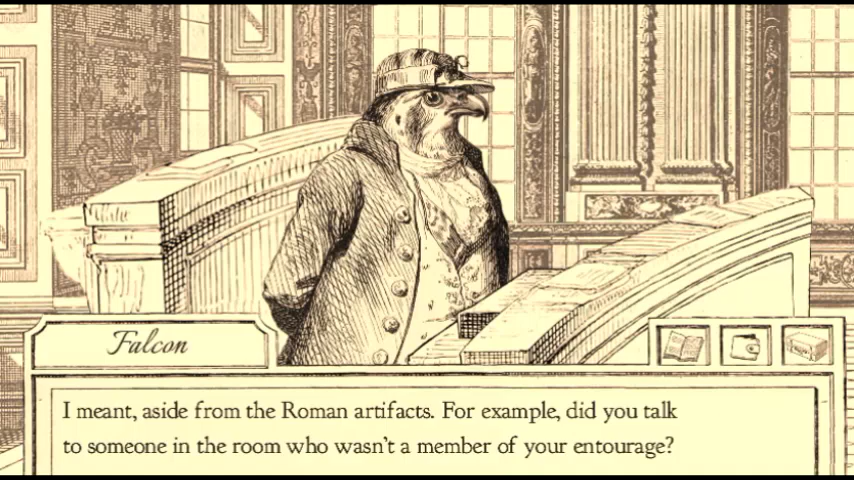 Falcon
I meant, aside from the Roman artifacts. For example, did you talk
to someone in the room who wasn't a member of your entourage?